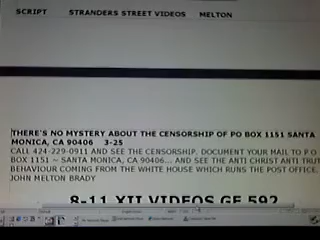 SCRIPT STRANDERS STREET VIDEOS MELTON
THERE'S NO MYSTERY ABOUT THE CENSORSHIP OF PO BOX 1151 SANTA
MONICA, CA 90406 3-25
CALL 424-229-0911 AND SEE THE CENSORSHIP. DOCUMENT YOUR MAIL TO P.O
BOX 1151 ~ SANTA MONICA, CA 90406... AND SEE THE ANTI CHRIST ANTI TRU
BEHAVIOUR COMING FROM THE WHITE HOUSE WHICH RUNS THE POST OFFICE.
JOHN MELTON BRADY
8-11 XII VIDEOS GE 592